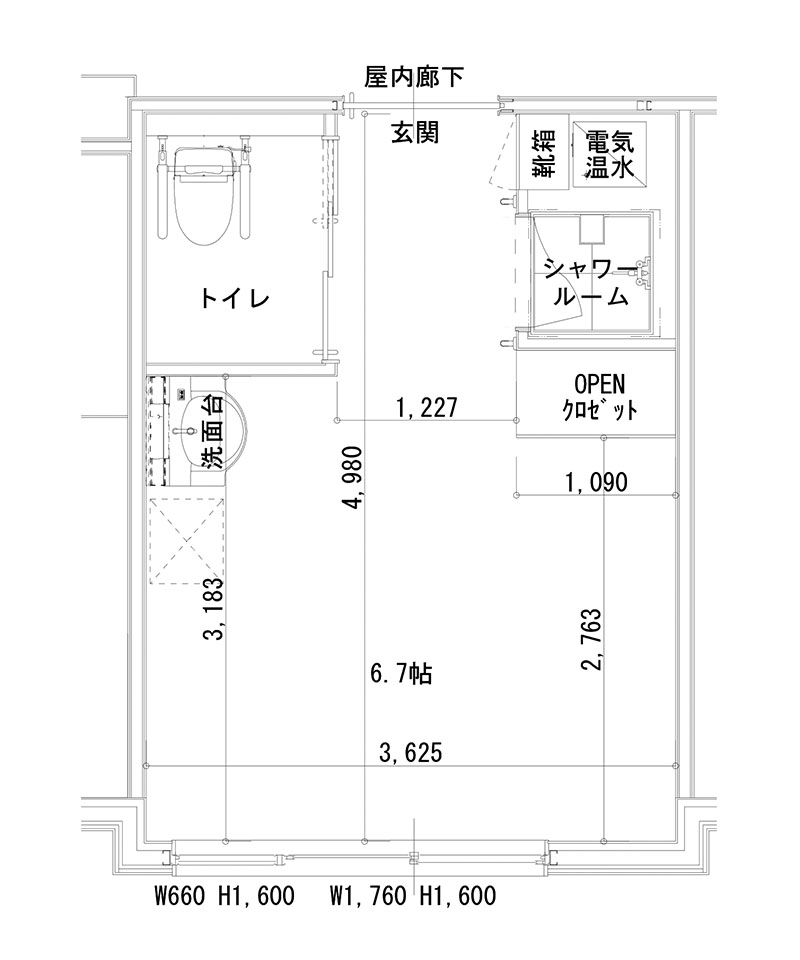 屋内廊下
玄関
靴箱
電気
温水
トイレ
シャワー
ルーム
OPEN
ｸﾛｾﾞｯﾄ
洗面台
1,227
4,980
1,090
3,183
2,763
6.7帖
3,625
W660 H1,600
W1,760 H1,600